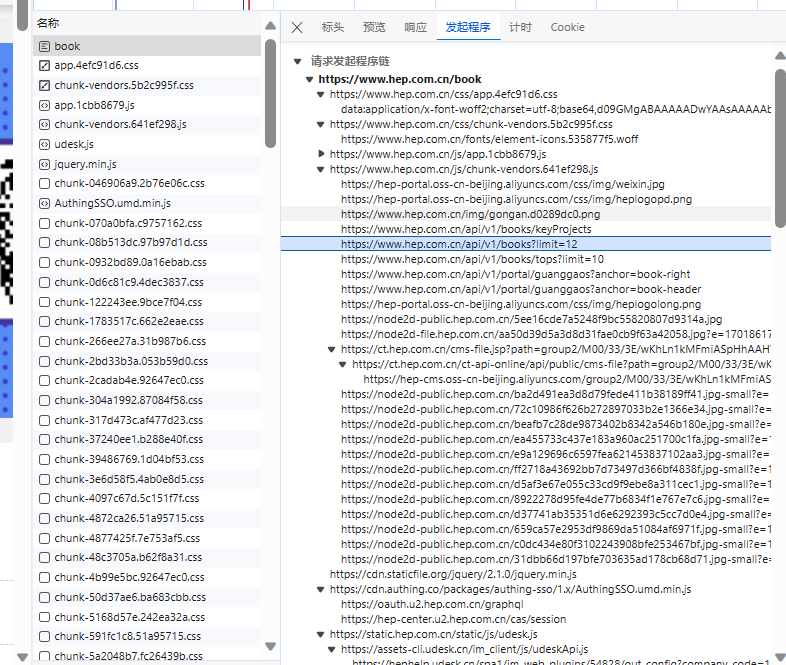 名称
book
app.4efc91d6.css
chunk-vendors.5b2c995f.css
app.1cbb8679.js
chunk-vendors.641ef298.js
udesk.js
jquery.min.js
chunk-046906a9.2b76e06c.css
AuthingSSO.umd.min.js
chunk-070a0bfa.c9757162.css
chunk-08b513dc.97b97d1d.css
chunk-0932bd89.0a16ebab.css
chunk-0d6c81c9.4dec3837.css
chunk-122243ee.9bce7f04.css
chunk-1783517c.662e2eae.css
chunk-266ee27a.31b987b6.css
chunk-2bd33b3a.053b59d0.css
chunk-2cadab4e.92647ec0.css
chunk-304a1992.87084f58.css
chunk-317d473c.af477d23.css
chunk-37240ee1.b288e40f.css
chunk-39486769.1d04bf53.css
chunk-3e6d58f5.4ab0e8d5.css
chunk-4097c67d.5c151f7f.css
chunk-4872ca26.51a95715.css
chunk-4877425f.7e753af5.css
chunk-48c3705a.b62f8a31.css
chunk-4b99e5bc.92647ec0.css
chunk-50d37ae6.ba683cbb.css
chunk-5168d57e.242ea32a.css
chunk-591fc1c8.51a95715.css
chunk-5a2048b7.fc26439b.css
标头 预览 响应 发起程序 计时 Cookie
请求发起程序链
https://www.hep.com.cn/book
https://www.hep.com.cn/css/app.4efc91d6.css
data:application/x-font-woff2;charset=utf-8;base64,d09GMgABAAAAADwYAAsAAAAAb
https://www.hep.com.cn/css/chunk-vendors.5b2c995f.css
https://www.hep.com.cn/fonts/element-icons.535877f5.woff
https://www.hep.com.cn/js/app.1cbb8679.js
https://www.hep.com.cn/js/chunk-vendors.641ef298.js
https://hep-portal.oss-cn-beijing.aliyuncs.com/css/img/weixin.jpg
https://hep-portal.oss-cn-beijing.aliyuncs.com/css/img/heplogopd.png
https://www.hep.com.cn/img/gongan.d0289dc0.png
https://www.hep.com.cn/api/v1/books/keyProjects
https://www.hep.com.cn/api/v1/books?limit=12
https://www.hep.com.cn/api/v1/books/tops?limit=10
https://www.hep.com.cn/api/v1/portal/guanggaos?anchor=book-right
https://www.hep.com.cn/api/v1/portal/guanggaos?anchor=book-header
https://hep-portal.oss-cn-beijing.aliyuncs.com/css/img/heplogolong.png
https://node2d-public.hep.com.cn/5ee16cde7a5248f9bc55820807d9314a.jpg
https://node2d-file.hep.com.cn/aa50d39d5a3d8d31fae0cb9f63a42058.jpg?e=17018617
https://ct.hep.com.cn/cms-file.jsp?path=group2/M00/33/3E/wKhLn1kMFmiASpHhAAH
https://ct.hep.com.cn/ct-api-online/api/public/cms-file?path=group2/M00/33/3E/wK
https://hep-cms.oss-cn-beijing.aliyuncs.com/group2/M00/33/3E/wKhLn1kMFmiAS
https://node2d-public.hep.com.cn/ba2d491ea3d8d79fede411b38189ff41.jpg-small?e=
https://node2d-public.hep.com.cn/72c10986f626b272897033b2e1366e34.jpg-small?e=
https://node2d-public.hep.com.cn/beafb7c28de9873402b8342a546b180e.jpg-small?e=
https://node2d-public.hep.com.cn/ea455733c437e183a960ac251700c1fa.jpg-small?e=1
https://node2d-public.hep.com.cn/e9a129696c6597fea621453837102aa3.jpg-small?e=
https://node2d-public.hep.com.cn/ff2718a43692bb7d73497d366bf4838f.jpg-small?e=1
https://node2d-public.hep.com.cn/d5af3e67e055c33cd9f9ebe8a311cec1.jpg-small?e=
https://node2d-public.hep.com.cn/8922278d95fe4de77b6834f1e767e7c6.jpg-small?e=
https://node2d-public.hep.com.cn/d37741ab35351d6e6292393c5cc7d0e4.jpg-small?e=
https://node2d-public.hep.com.cn/659ca57e2953df9869da51084af6971f.jpg-small?e=1
https://node2d-public.hep.com.cn/c0dc434e80f3102243908bfe253467bf.jpg-small?e=1
https://node2d-public.hep.com.cn/31dbb66d197bfe703635ad178cb68d71.jpg-small?e=
https://cdn.staticfile.org/jquery/2.1.0/jquery.min.js
https://cdn.authing.co/packages/authing-sso/1.x/AuthingSSO.umd.min.js
https://oauth.u2.hep.com.cn/graphql
https://hep-center.u2.hep.com.cn/cas/session
https://static.hep.com.cn/static/js/udesk.js
https://assets-cli.udesk.cn/im_client/js/udeskApi.js
https://hephelp.udesk.cn/spa1/im_web_plugins/54828/out_config?company_code=1